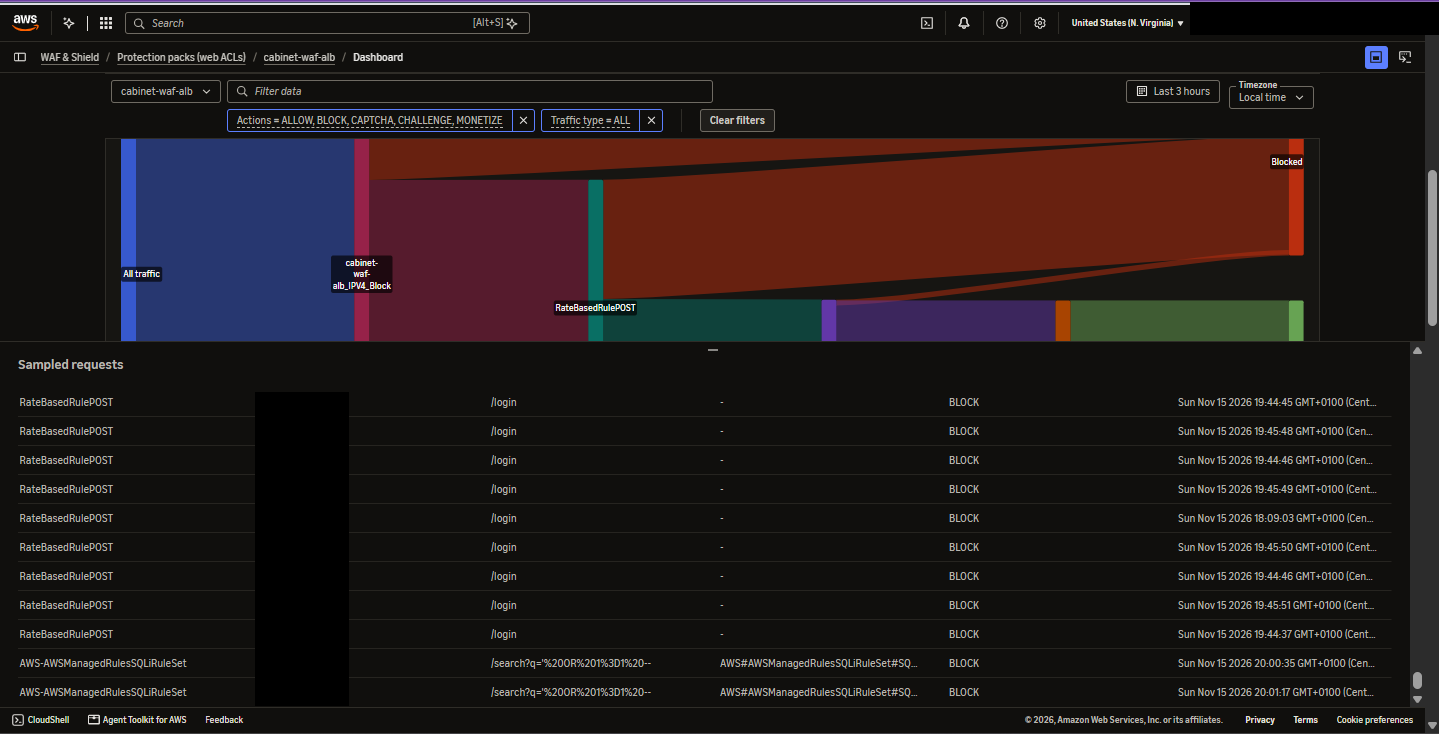 aws
Search [Alt+S]
United States (N. Virginia)
WAF & Shield / Protection packs (web ACLs) / cabinet-waf-alb / Dashboard
cabinet-waf-alb
Filter data
Last 3 hours
Timezone
Local time
Actions = ALLOW, BLOCK, CAPTCHA, CHALLENGE, MONETIZE
Traffic type = ALL
Clear filters
Blocked
All traffic
cabinet-
waf-
alb_IPV4_Block
RateBasedRulePOST
Sampled requests
RateBasedRulePOST /login - BLOCK Sun Nov 15 2026 19:44:45 GMT+0100 (Cent...
RateBasedRulePOST /login - BLOCK Sun Nov 15 2026 19:45:48 GMT+0100 (Cen...
RateBasedRulePOST /login - BLOCK Sun Nov 15 2026 19:44:46 GMT+0100 (Cen...
RateBasedRulePOST /login - BLOCK Sun Nov 15 2026 19:45:49 GMT+0100 (Cen...
RateBasedRulePOST /login - BLOCK Sun Nov 15 2026 18:09:03 GMT+0100 (Cen...
RateBasedRulePOST /login - BLOCK Sun Nov 15 2026 19:45:50 GMT+0100 (Cen...
RateBasedRulePOST /login - BLOCK Sun Nov 15 2026 19:44:46 GMT+0100 (Cen...
RateBasedRulePOST /login - BLOCK Sun Nov 15 2026 19:45:51 GMT+0100 (Cent...
RateBasedRulePOST /login - BLOCK Sun Nov 15 2026 19:44:37 GMT+0100 (Cent...
AWS-AWSManagedRulesSQLiRuleSet /search?q='%20OR%201%3D1%20-- AWS#AWSManagedRulesSQLiRuleSet#SQ... BLOCK Sun Nov 15 2026 20:00:35 GMT+0100 (Cen...
AWS-AWSManagedRulesSQLiRuleSet /search?q='%20OR%201%3D1%20-- AWS#AWSManagedRulesSQLiRuleSet#SQ... BLOCK Sun Nov 15 2026 20:01:17 GMT+0100 (Cent...
CloudShell Agent Toolkit for AWS Feedback © 2026, Amazon Web Services, Inc. or its affiliates. Privacy Terms Cookie preferences